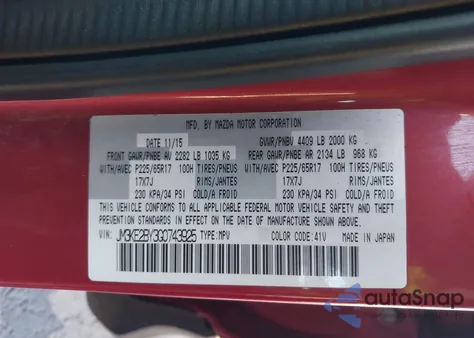 MFD. BY MAZDA MOTOR CORPORATION
DATE 11/15 GVWR/PNBV 4409 LB 2000 KG
FRONT GAWR/PNBE AV 2282 LB 1035 KG REAR GAWR/PNBE AR 2134 LB 968 KG
WITH/AVEC P225/65R17 100H TIRES/PNEUS WITH/AVEC P225/65R17 100H TIRES/PNEUS
17X7J RIMS/JANTES 17X7J RIMS/JANTES
230 KPA/34 PSI COLD/A FROID 230 KPA/34 PSI COLD/A FROID
THIS VEHICLE CONFORMS TO ALL APPLICABLE FEDERAL MOTOR VEHICLE SAFETY AND
THEFT PREVENTION STANDARDS IN EFFECT ON THE DATE OF MANUFACTURE SHOWN ABOVE.
VIN: JM3KE2BY3G0743925 TYPE:MPV COLOR CODE:41V MADE IN JAPAN
autoSnap